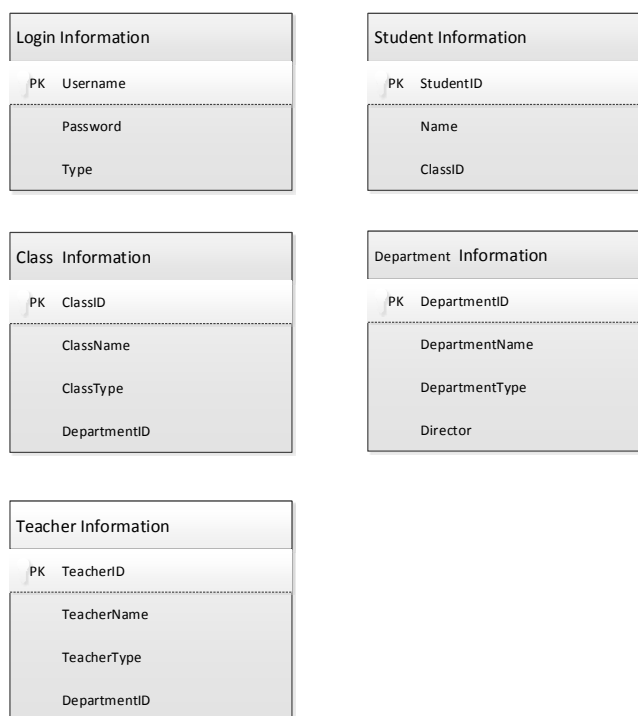 Login Information
PK Username
Password
Type
Student Information
PK StudentID
Name
ClassID
Class Information
PK ClassID
ClassName
ClassType
DepartmentID
Department Information
PK DepartmentID
DepartmentName
DepartmentType
Director
Teacher Information
PK TeacherID
TeacherName
TeacherType
DepartmentID